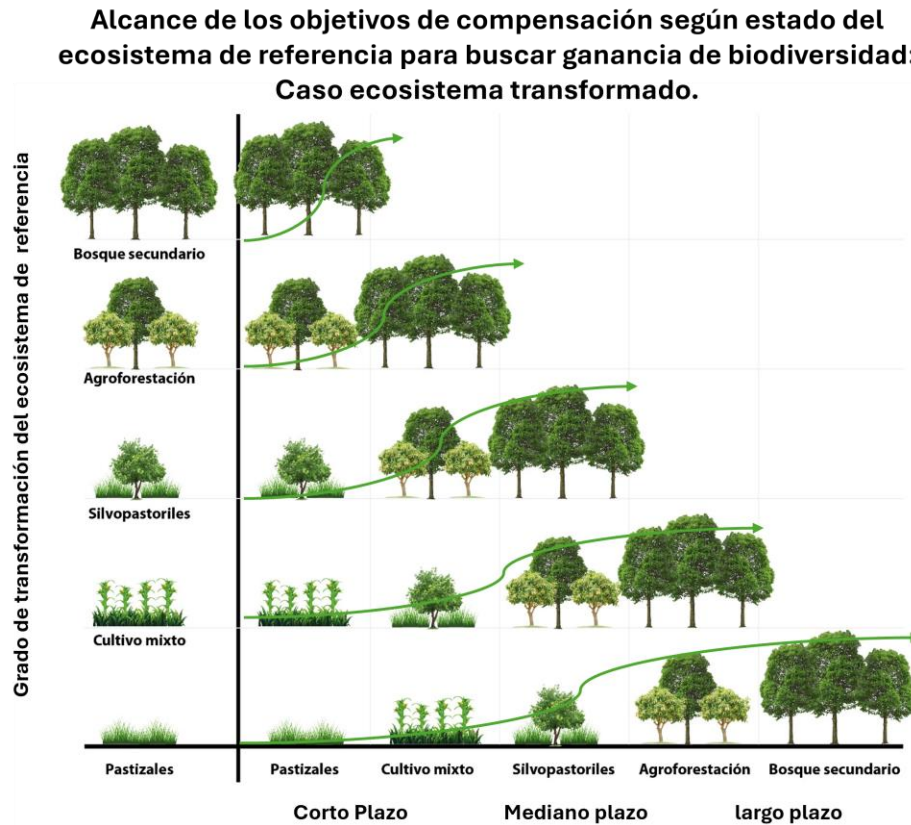 Alcance de los objetivos de compensación según estado del
ecosistema de referencia para buscar ganancia de biodiversidad:
Caso ecosistema transformado.
Grado de transformación del ecosistema de referencia
Bosque secundario
Agroforestación
Silvopastoriles
Cultivo mixto
Pastizales
Pastizales
Cultivo mixto
Silvopastoriles
Agroforestación
Bosque secundario
Corto Plazo
Mediano plazo
largo plazo